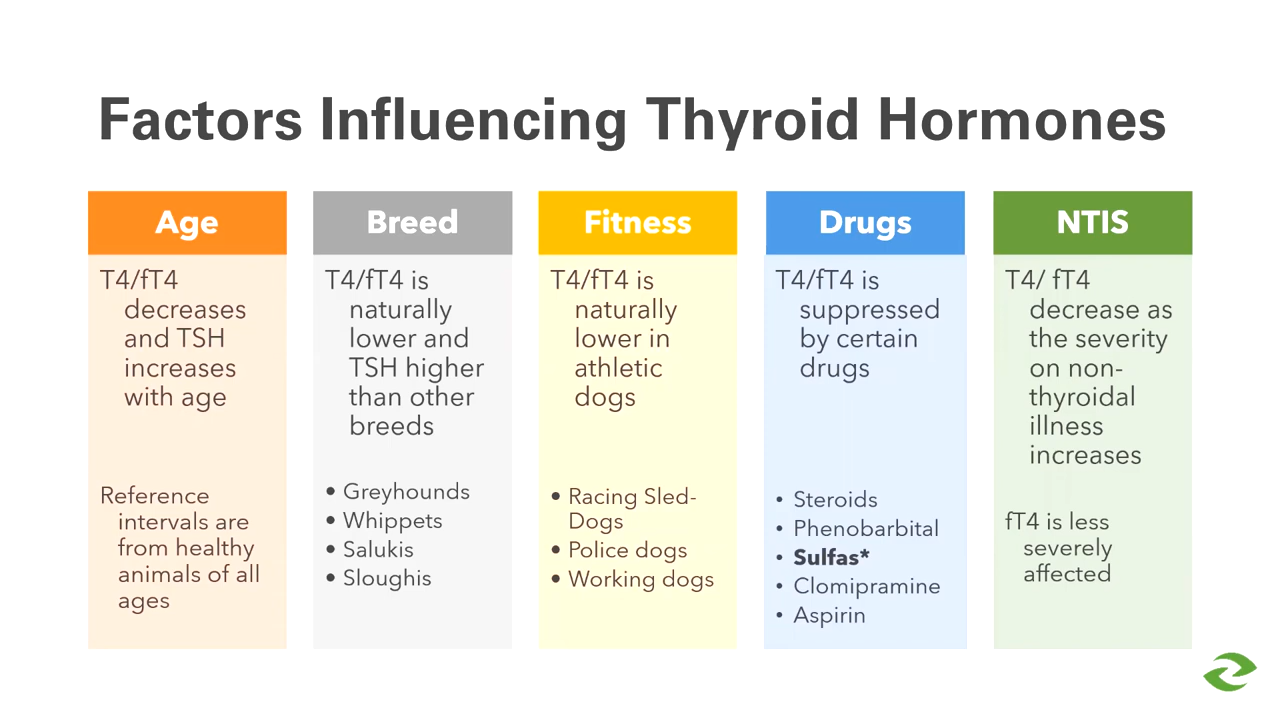 Factors Influencing Thyroid Hormones
Age
T4/fT4
decreases
and TSH
increases
with age
Reference
intervals are
from healthy
animals of all
ages
Breed
T4/fT4 is
naturally
lower and
TSH higher
than other
breeds
• Greyhounds
• Whippets
• Salukis
• Sloughis
Fitness
T4/fT4 is
naturally
lower in
athletic
dogs
• Racing Sled-
Dogs
• Police dogs
• Working dogs
Drugs
T4/fT4 is
suppressed
by certain
drugs
• Steroids
• Phenobarbital
• Sulfas*
• Clomipramine
• Aspirin
NTIS
T4/ fT4
decrease as
the severity
on non-
thyroidal
illness
increases
fT4 is less
severely
affected